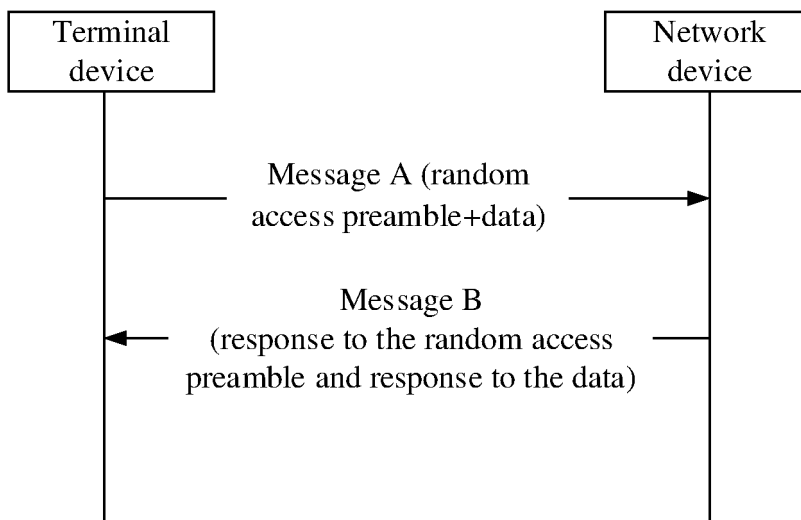 Terminal
device
Network
device
Message A (random
access preamble+data)
Message B
(response to the random access
preamble and response to the data)